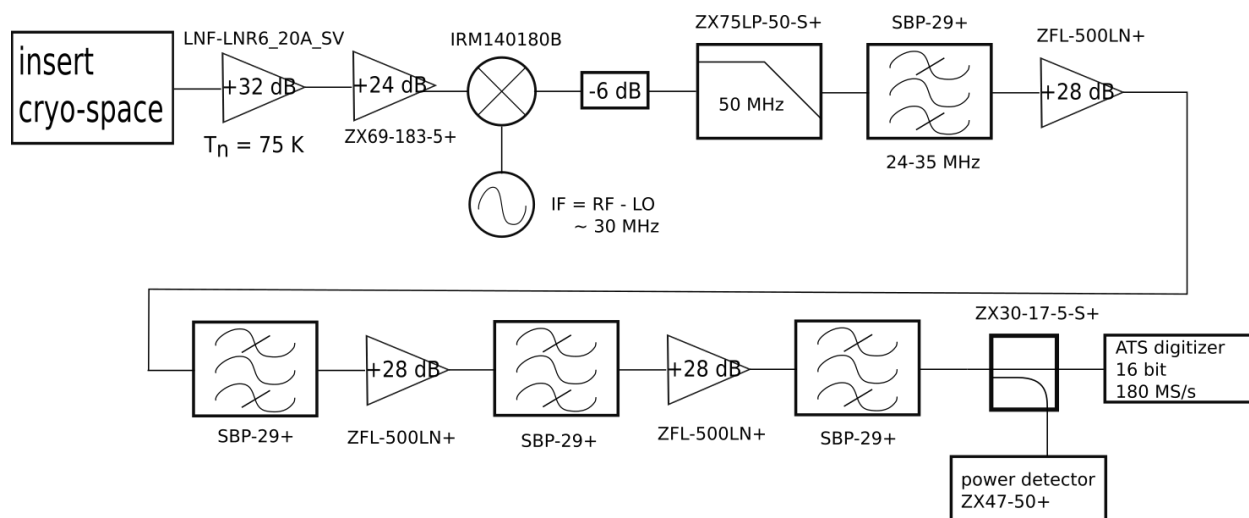 insert
cryo-space
LNF-LNR6_20A_SV
+32 dB
Tn = 75 K
+24 dB
ZX69-183-5+
IRM140180B
IF = RF - LO
~ 30 MHz
-6 dB
ZX75LP-50-S+
50 MHz
SBP-29+
24-35 MHz
ZFL-500LN+
+28 dB
SBP-29+
+28 dB
ZFL-500LN+
SBP-29+
+28 dB
ZFL-500LN+
SBP-29+
ZX30-17-5-S+
ATS digitizer
16 bit
180 MS/s
power detector
ZX47-50+